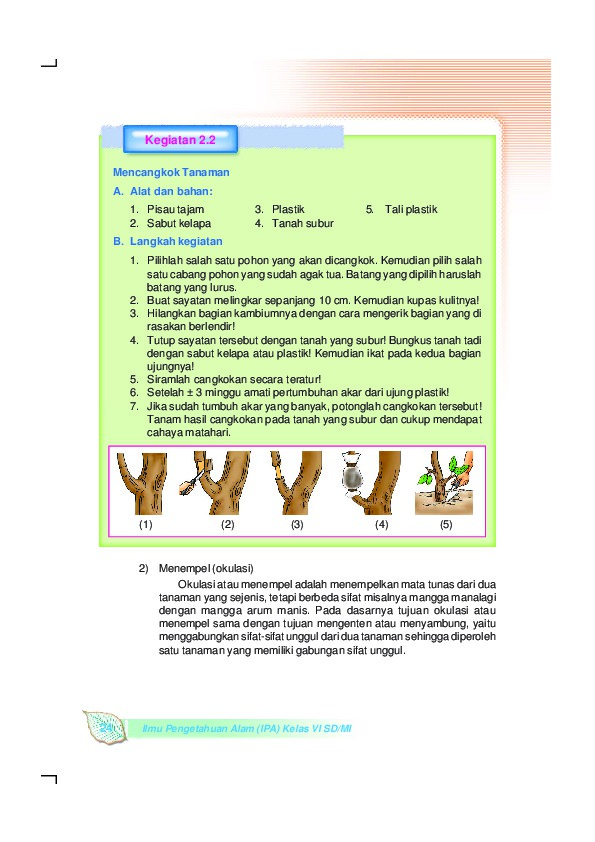 Kegiatan 2.2
Mencangkok Tanaman
A. Alat dan bahan:
1. Pisau tajam 3. Plastik 5. Tali plastik
2. Sabut kelapa 4. Tanah subur
B. Langkah kegiatan
1. Pilihlah salah satu pohon yang akan dicangkok. Kemudian pilih salah
satu cabang pohon yang sudah agak tua. Batang yang dipilih haruslah
batang yang lurus.
2. Buat sayatan melingkar sepanjang 10 cm. Kemudian kupas kulitnya!
3. Hilangkan bagian kambiumnya dengan cara mengerik bagian yang di
rasakan berlendir!
4. Tutup sayatan tersebut dengan tanah yang subur! Bungkus tanah tadi
dengan sabut kelapa atau plastik! Kemudian ikat pada kedua bagian
ujungnya!
5. Siramlah cangkokan secara teratur!
6. Setelah ± 3 minggu amati pertumbuhan akar dari ujung plastik!
7. Jika sudah tumbuh akar yang banyak, potonglah cangkokan tersebut!
Tanam hasil cangkokan pada tanah yang subur dan cukup mendapat
cahaya matahari.
(1) (2) (3) (4) (5)
2) Menempel (okulasi)
Okulasi atau menempel adalah menempelkan mata tunas dari dua
tanaman yang sejenis, tetapi berbeda sifat misalnya mangga manalagi
dengan mangga arum manis. Pada dasarnya tujuan okulasi atau
menempel sama dengan tujuan mengenten atau menyambung, yaitu
menggabungkan sifat-sifat unggul dari dua tanaman sehingga diperoleh
satu tanaman yang memiliki gabungan sifat unggul.
24 Ilmu Pengetahuan Alam (IPA) Kelas VI SD/MI